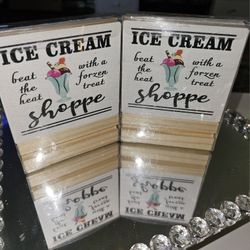 ICE CREAM
beat the heat
with a forzen treat
shoppe
ICE CREAM
beat the heat
with a forzen treat
shoppe